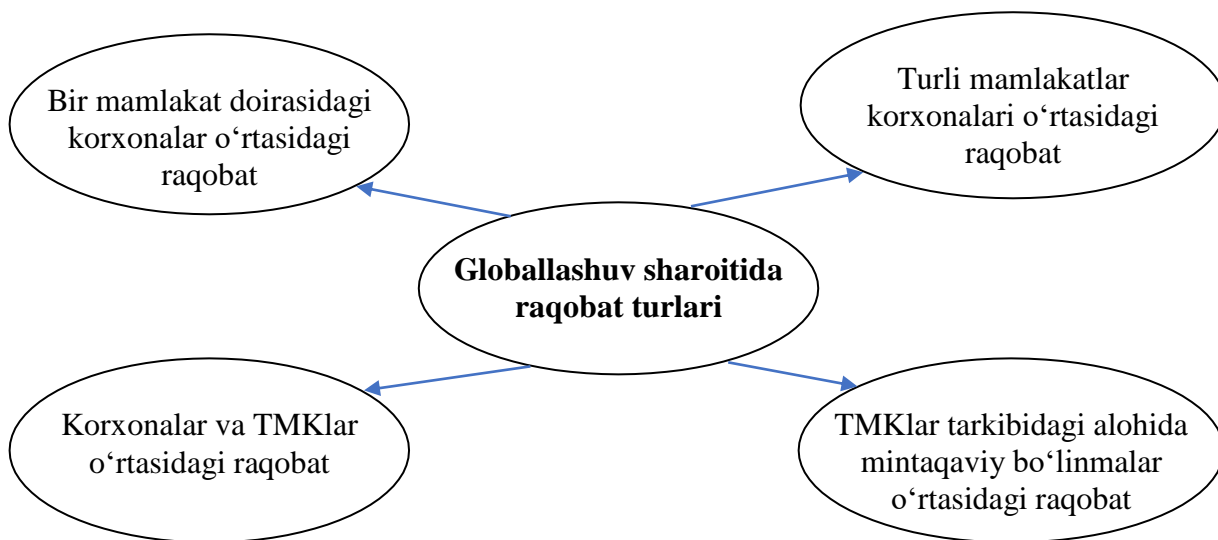 Bir mamlakat doirasidagi
korxonalar o‘rtasidagi
raqobat
Turli mamlakatlar
korxonalari o‘rtasidagi
raqobat
Globallashuv sharoitida
raqobat turlari
Korxonalar va TMKlar
o‘rtasidagi raqobat
TMKlar tarkibidagi alohida
mintaqaviy bo‘linmalar
o‘rtasidagi raqobat